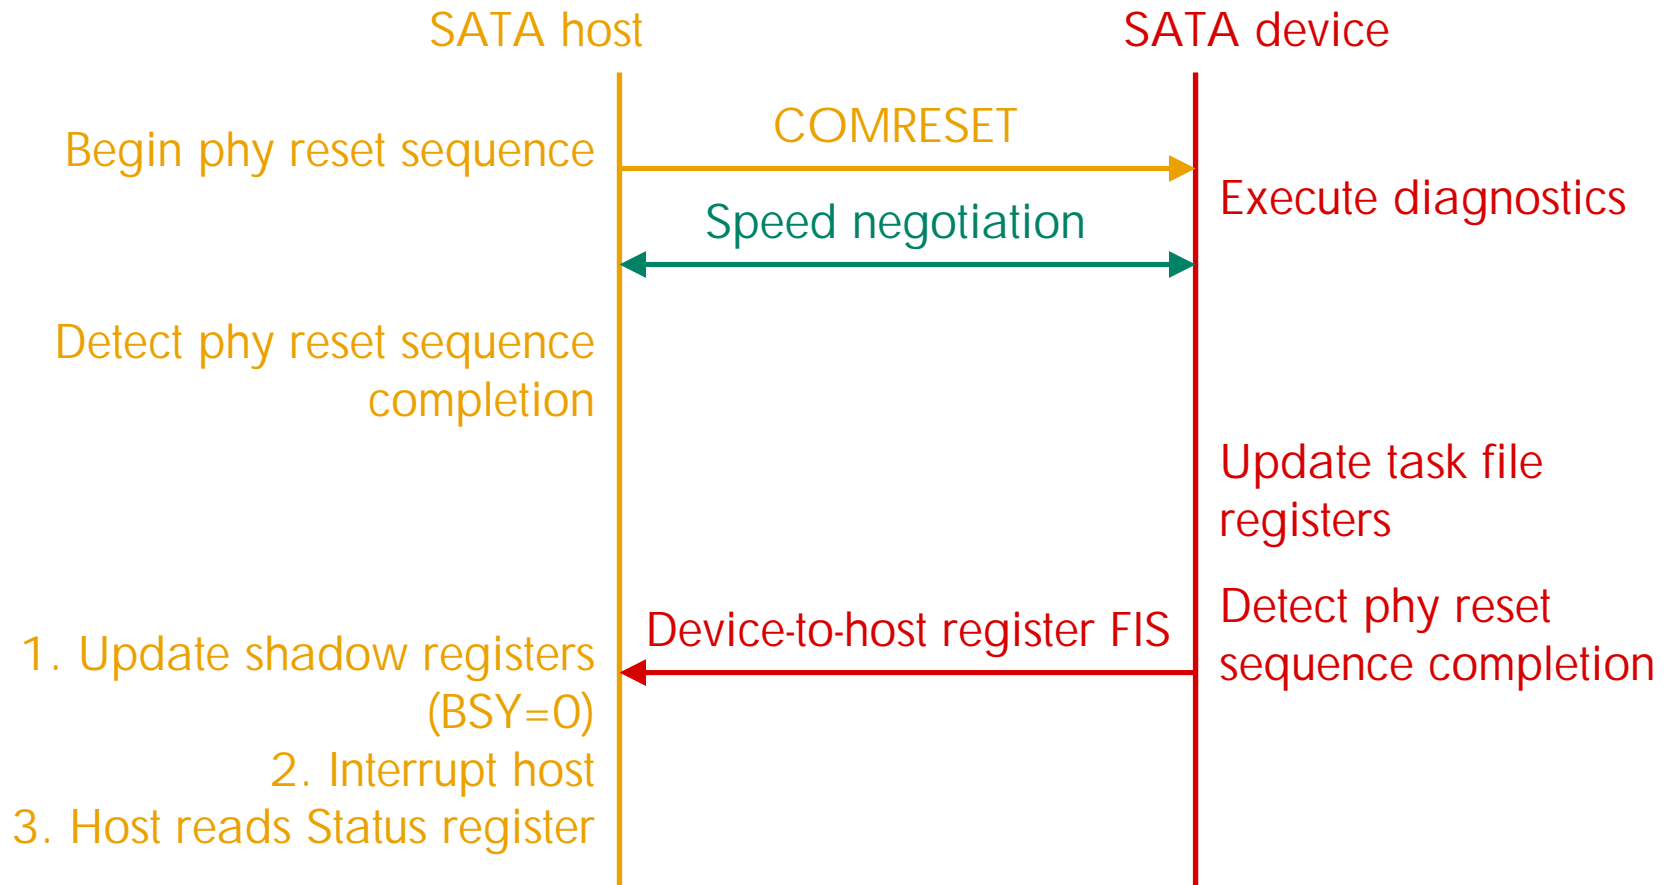 SATA host
SATA device
COMRESET
Begin phy reset sequence
Execute diagnostics
Speed negotiation
Detect phy reset sequence
completion
Update task file
registers
Detect phy reset
sequence completion
Device-to-host register FIS
1. Update shadow registers
(BSY=0)
2. Interrupt host
3. Host reads Status register